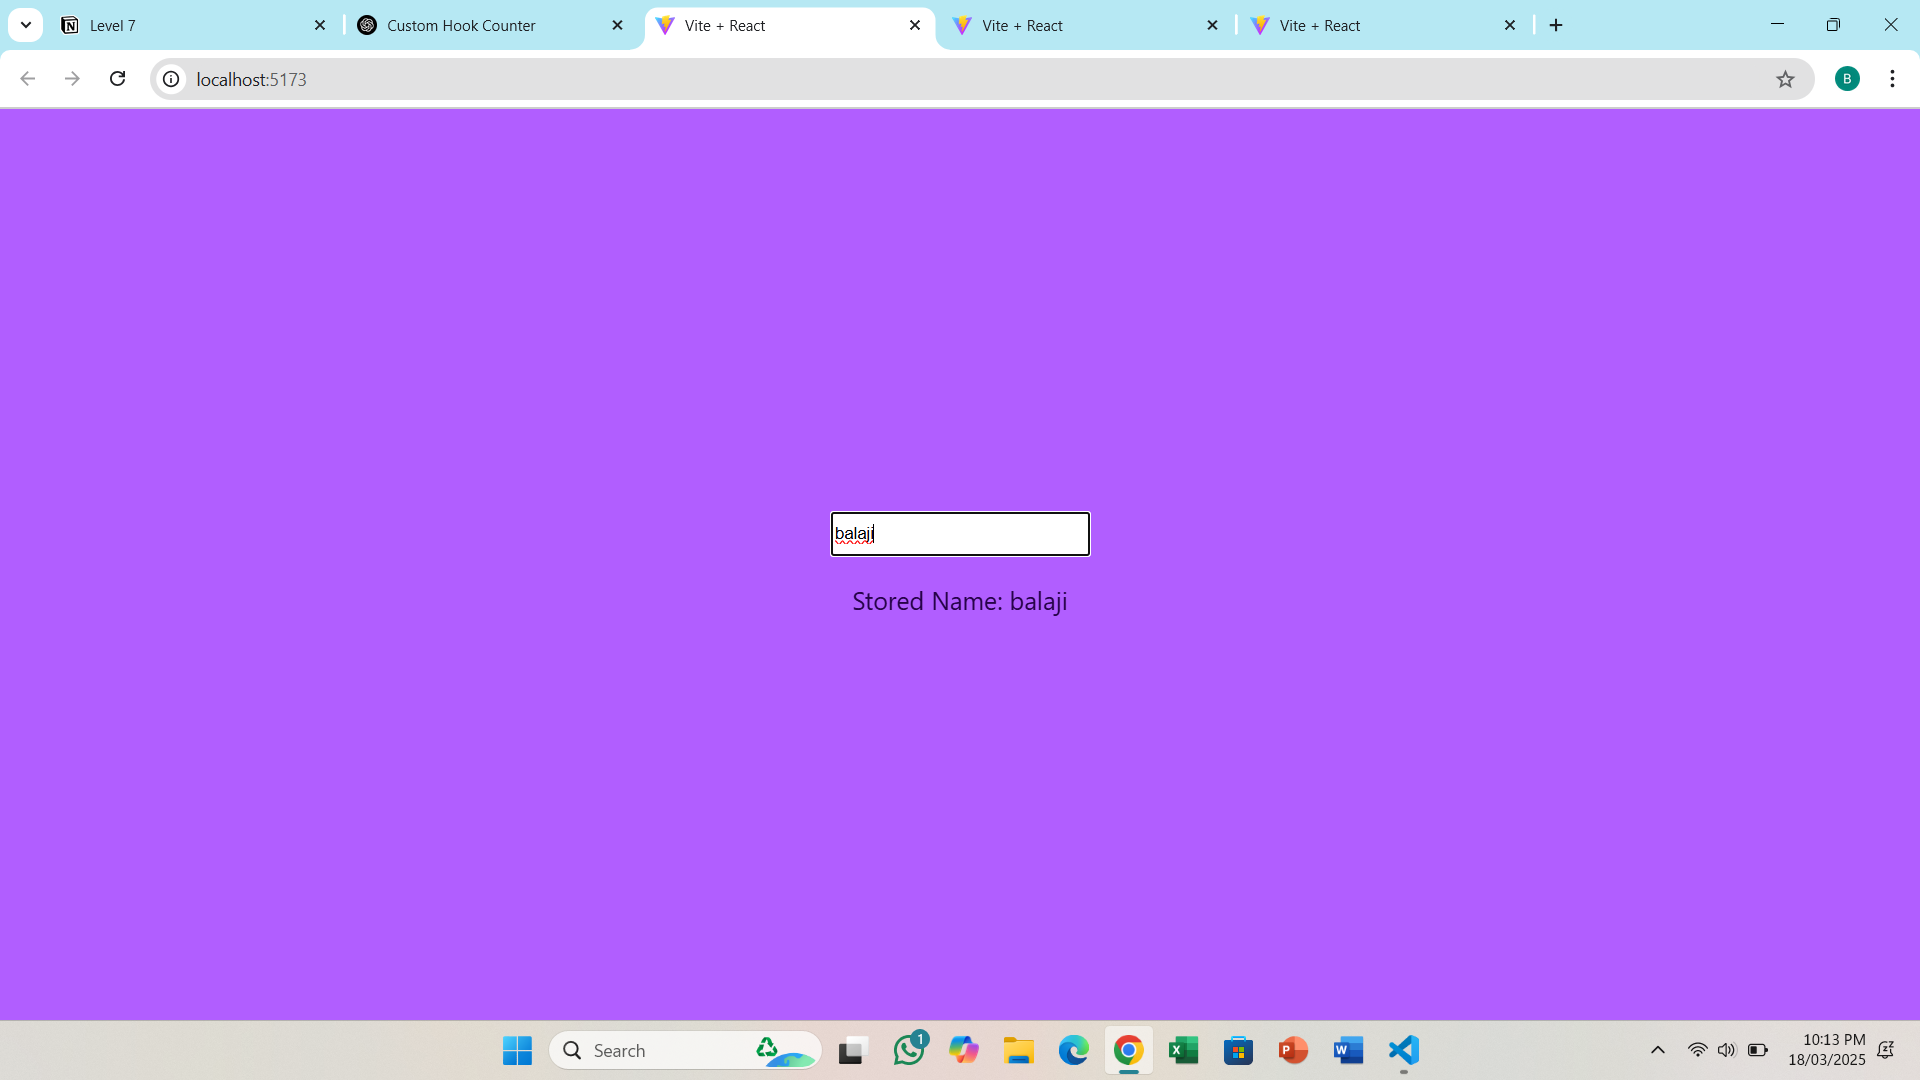 Level 7
Custom Hook Counter
Vite + React
Vite + React
Vite + React
localhost:5173
B
balaji
Stored Name: balaji
Search
1
10:13 PM
18/03/2025